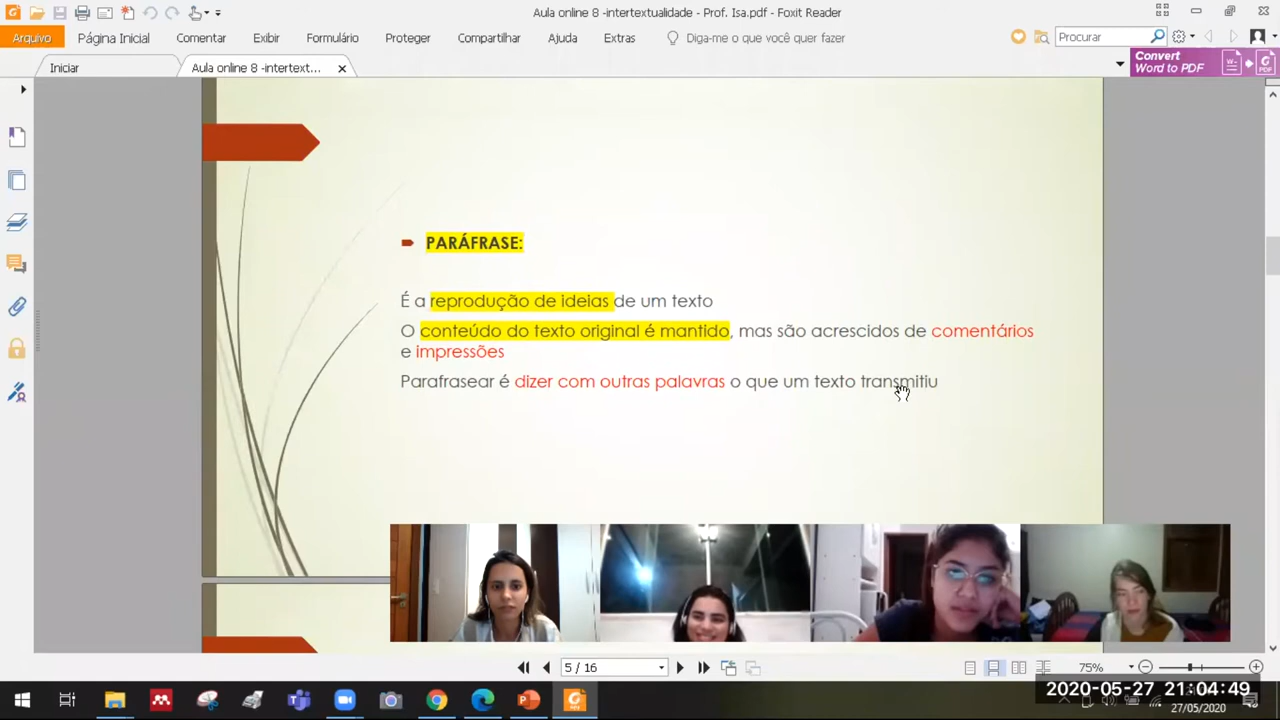 Aula online 8 -intertextualidade - Prof. Isa.pdf - Foxit Reader
Arquivo
Página Inicial
Comentar
Exibir
Formulário
Proteger
Compartilhar
Ajuda
Extras
Diga-me o que você quer fazer
Procurar
Iniciar
Aula online 8 -intertext...
Convert
Word to PDF
PARÁFRASE:
É a reprodução de ideias de um texto
O conteúdo do texto original é mantido, mas são acrescidos de comentários
e impressões
Parafrasear é dizer com outras palavras o que um texto transmitiu
5 / 16
75%
2020-05-27 21:04:49
27/05/2020